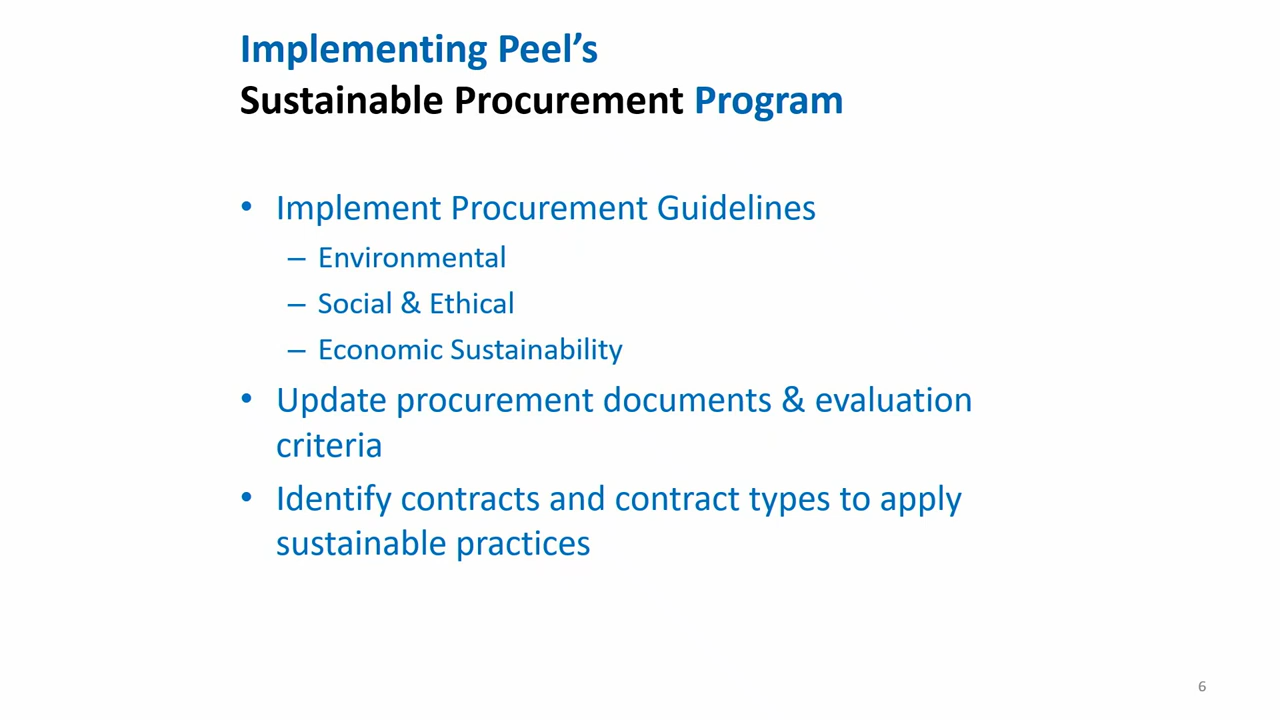 Implementing Peel’s
Sustainable Procurement Program
• Implement Procurement Guidelines
– Environmental
– Social & Ethical
– Economic Sustainability
• Update procurement documents & evaluation
criteria
• Identify contracts and contract types to apply
sustainable practices
6